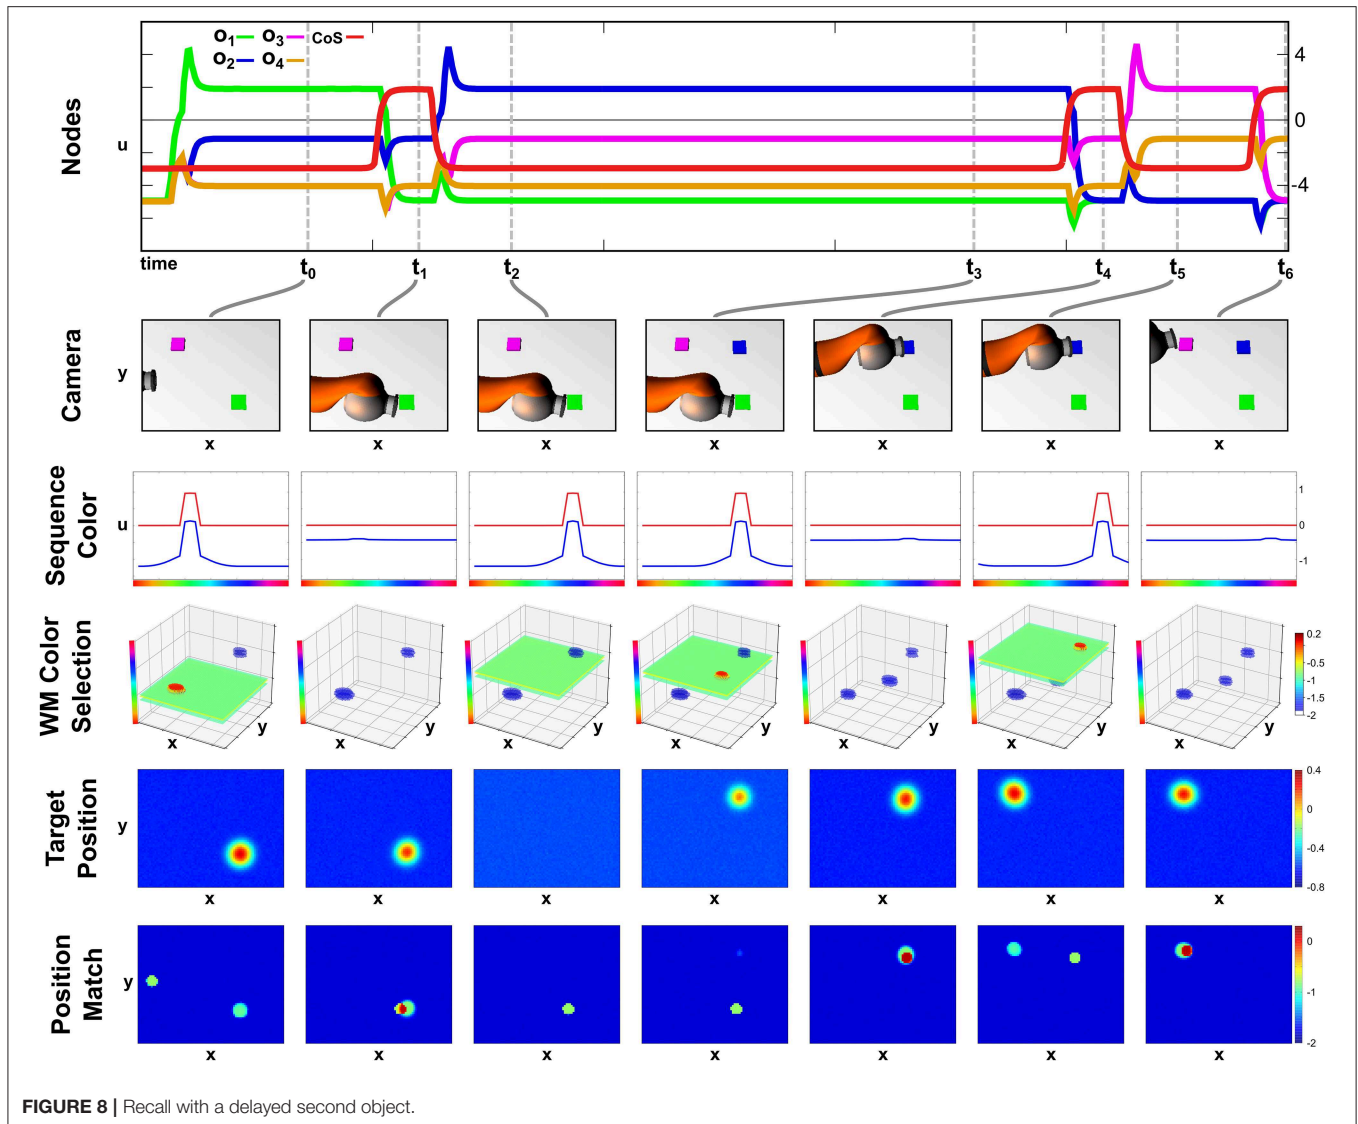 O1 O3 CoS
O2 O4
Nodes
u
4
0
-4
time
t0 t1 t2 t3 t4 t5 t6
Camera
y
x x x x x x x
Sequence
Color
u
1
0
-1
WM Color
Selection
x y x y x y x y x y x y x y
0.2
-0.5
-1
-1.5
-2
Target
Position
y
x x x x x x x
0.4
0
-0.4
-0.8
Position
Match
y
x x x x x x x
0
-1
-2
FIGURE 8 | Recall with a delayed second object.